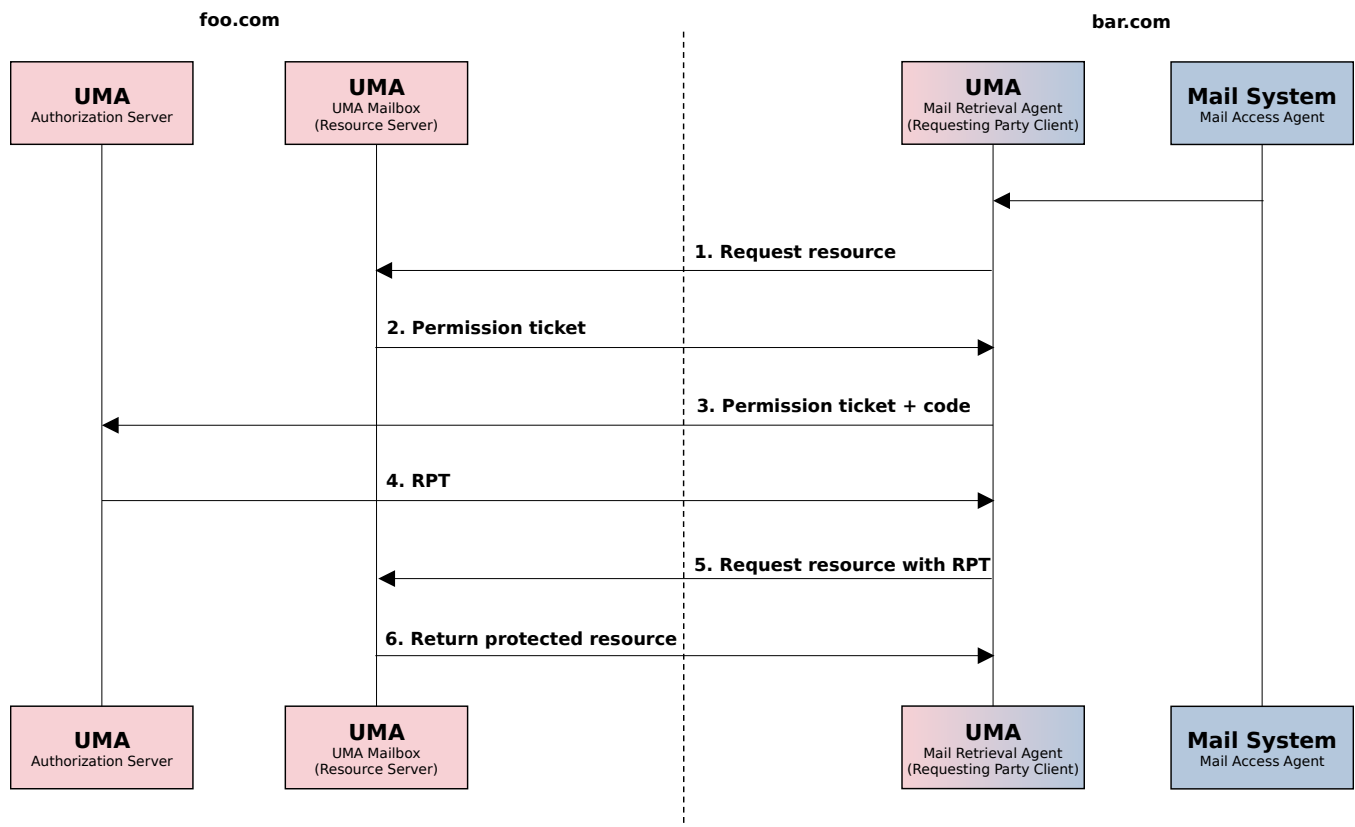 foo.com
bar.com
UMA
Authorization Server
UMA
UMA Mailbox
(Resource Server)
UMA
Mail Retrieval Agent
(Requesting Party Client)
Mail System
Mail Access Agent
1. Request resource
2. Permission ticket
3. Permission ticket + code
4. RPT
5. Request resource with RPT
6. Return protected resource
UMA
Authorization Server
UMA
UMA Mailbox
(Resource Server)
UMA
Mail Retrieval Agent
(Requesting Party Client)
Mail System
Mail Access Agent